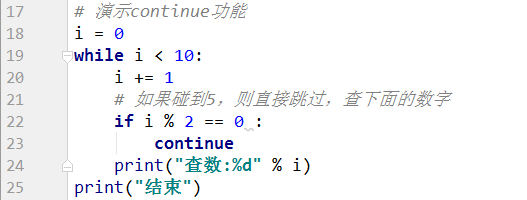 17 # 演示continue功能
18 i = 0
19 while i < 10:
20     i += 1
21     # 如果碰到5，则直接跳过，查下面的数字
22     if i % 2 == 0 :
23         continue
24     print("查数:%d" % i)
25 print("结束")